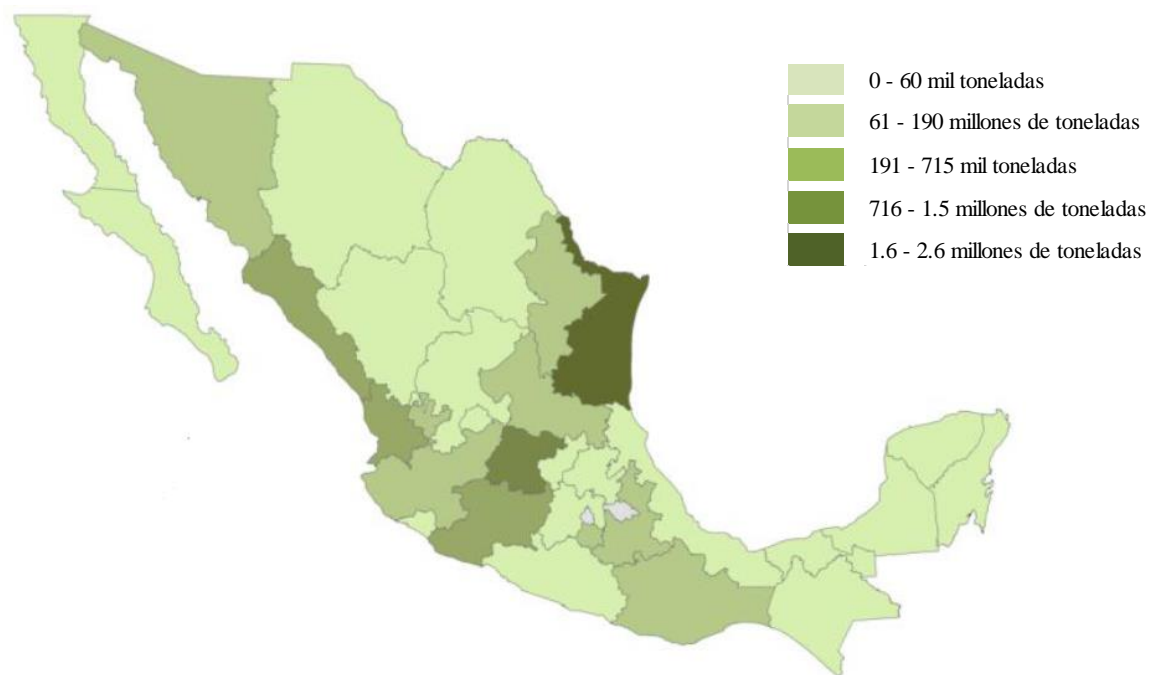 0 - 60 mil toneladas
61 - 190 millones de toneladas
191 - 715 mil toneladas
716 - 1.5 millones de toneladas
1.6 - 2.6 millones de toneladas